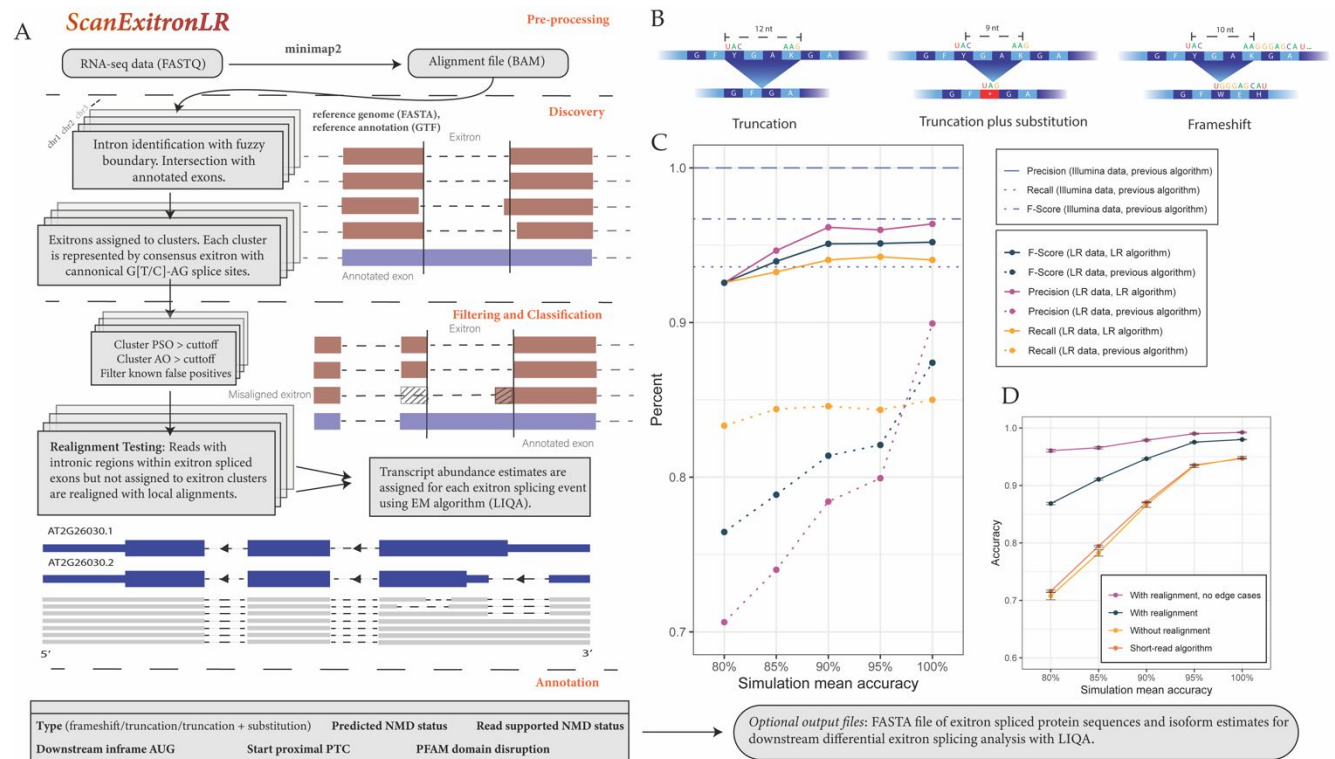 ScanExitronLR
A
Pre-processing
RNA-seq data (FASTQ)
minimap2
Alignment file (BAM)
chr1 chr2 chr3
reference genome (FASTA),
reference annotation (GTF)
Discovery
Intron identification with fuzzy
boundary. Intersection with
annotated exons.
Exitron
Exitrons assigned to clusters. Each cluster
is represented by consensus exitron with
cannonical G[T/C]-AG splice sites.
Annotated exon
Filtering and Classification
Exitron
Cluster PSO > cuttoff
Cluster AO > cuttoff
Filter known false positives
Misaligned exitron
Annotated exon
Realignment Testing: Reads with
intronic regions within exitron spliced
exons but not assigned to exitron clusters
are realigned with local alignments.
Transcript abundance estimates are
assigned for each exitron splicing event
using EM algorithm (LIQA).
AT2G26030.1
AT2G26030.2
5′
3′
Annotation
Type (frameshift/truncation/truncation + substitution)
Predicted NMD status
Read supported NMD status
Downstream inframe AUG
Start proximal PTC
PFAM domain disruption
Optional output files: FASTA file of exitron spliced protein sequences and isoform estimates for
downstream differential exitron splicing analysis with LIQA.
B
12 nt
UAC
AAG
G F Y G A K G A
G F G A
Truncation
9 nt
UAC
AAG
G F Y G A K G A
UAG
G F * G A
Truncation plus substitution
10 nt
UAC
AAGGGAGCAU...
G F Y G A K G A
UGGGAGCAU
G F W E H
Frameshift
C
Percent
1.0
0.9
0.8
0.7
80%
85%
90%
95%
100%
Simulation mean accuracy
Precision (Illumina data, previous algorithm)
Recall (Illumina data, previous algorithm)
F-Score (Illumina data, previous algorithm)
F-Score (LR data, LR algorithm)
F-Score (LR data, previous algorithm)
Precision (LR data, LR algorithm)
Precision (LR data, previous algorithm)
Recall (LR data, LR algorithm)
Recall (LR data, previous algorithm)
D
Accuracy
1.0
0.9
0.8
0.7
0.6
With realignment, no edge cases
With realignment
Without realignment
Short-read algorithm
80%
85%
90%
95%
100%
Simulation mean accuracy